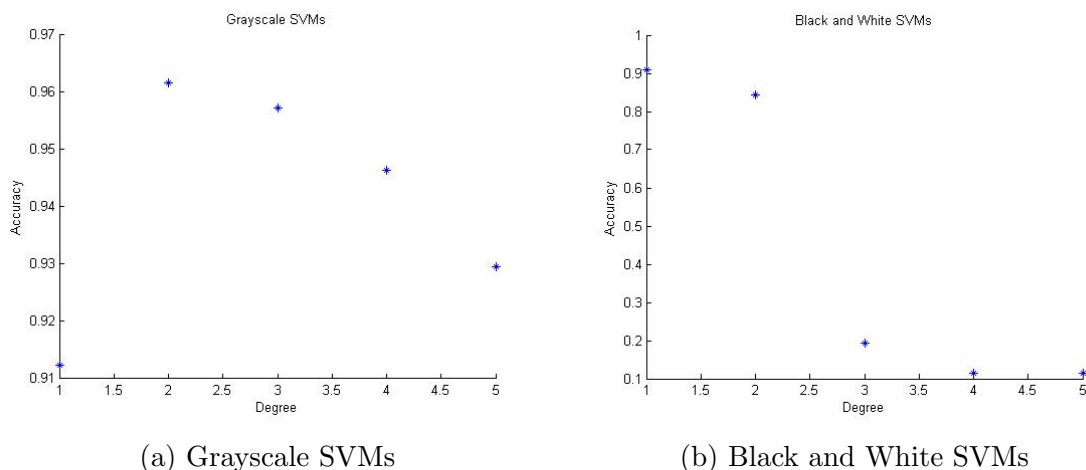 Grayscale SVMs
0.97
0.96
0.95
0.94
0.93
0.92
0.91
Accuracy
1 1.5 2 2.5 3 3.5 4 4.5 5
Degree
(a) Grayscale SVMs
Black and White SVMs
1
0.9
0.8
0.7
0.6
0.5
0.4
0.3
0.2
0.1
Accuracy
1 1.5 2 2.5 3 3.5 4 4.5 5
Degree
(b) Black and White SVMs